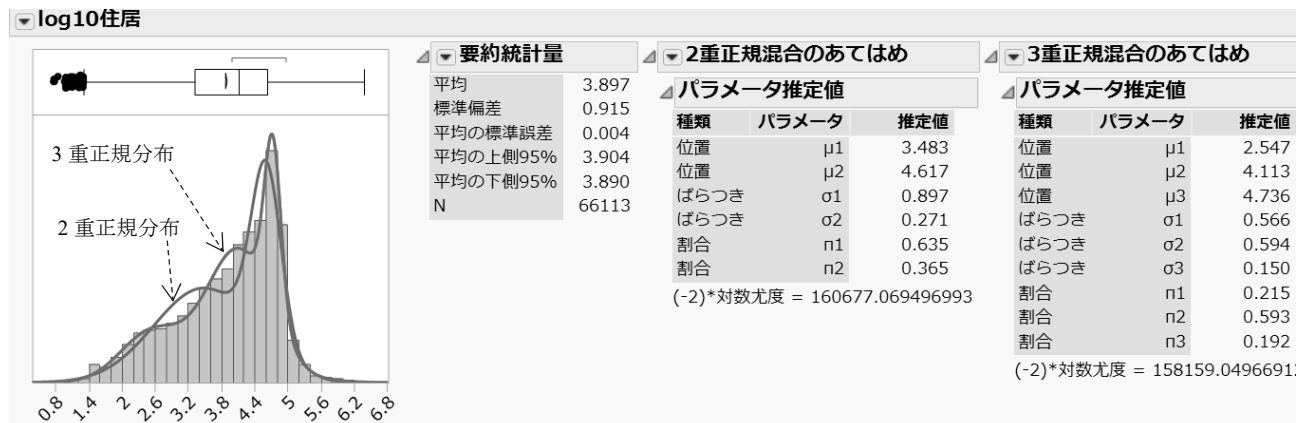 log10住居
3 重正規分布
2 重正規分布
0.8 1.4 2 2.6 3.2 3.8 4.4 5 5.6 6.2 6.8
要約統計量
平均 3.897
標準偏差 0.915
平均の標準誤差 0.004
平均の上側95% 3.904
平均の下側95% 3.890
N 66113
2重正規混合のあてはめ
パラメータ推定値
種類 パラメータ 推定値
位置 μ1 3.483
位置 μ2 4.617
ばらつき σ1 0.897
ばらつき σ2 0.271
割合 π1 0.635
割合 π2 0.365
(-2)*対数尤度 = 160677.069496993
3重正規混合のあてはめ
パラメータ推定値
種類 パラメータ 推定値
位置 μ1 2.547
位置 μ2 4.113
位置 μ3 4.736
ばらつき σ1 0.566
ばらつき σ2 0.594
ばらつき σ3 0.150
割合 π1 0.215
割合 π2 0.593
割合 π3 0.192
(-2)*対数尤度 = 158159.04966912